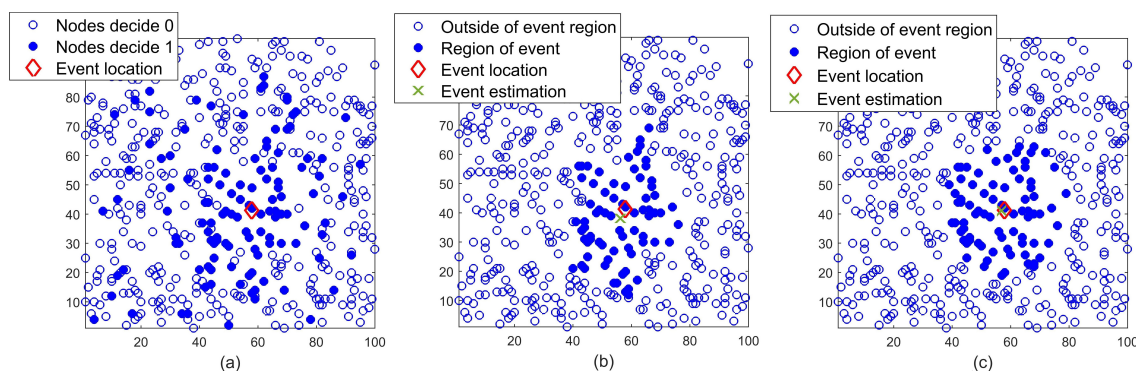 Nodes decide 0
Nodes decide 1
Event location
80
70
60
50
40
30
20
10
20
40
60
80
100
(a)
Outside of event region
Region of event
Event location
Event estimation
70
60
50
40
30
20
10
20
40
60
80
100
(b)
Outside of event region
Region of event
Event location
Event estimation
70
60
50
40
30
20
10
20
40
60
80
100
(c)